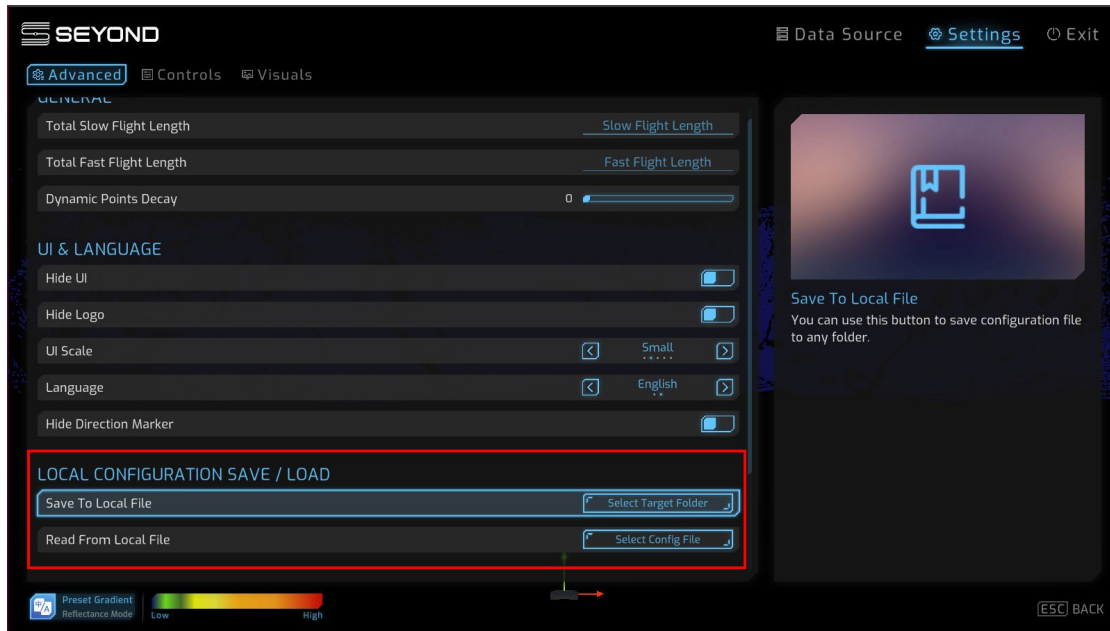 SEYOND
Data Source
Settings
Exit
Advanced
Controls
Visuals
GENERAL
Total Slow Flight Length
Slow Flight Length
Total Fast Flight Length
Fast Flight Length
Dynamic Points Decay
0
UI & LANGUAGE
Hide UI
Hide Logo
UI Scale
Small
Language
English
Hide Direction Marker
LOCAL CONFIGURATION SAVE / LOAD
Save To Local File
Select Target Folder
Read From Local File
Select Config File
Save To Local File
You can use this button to save configuration file
to any folder.
Preset Gradient
Reflectance Mode
Low
High
ESC BACK